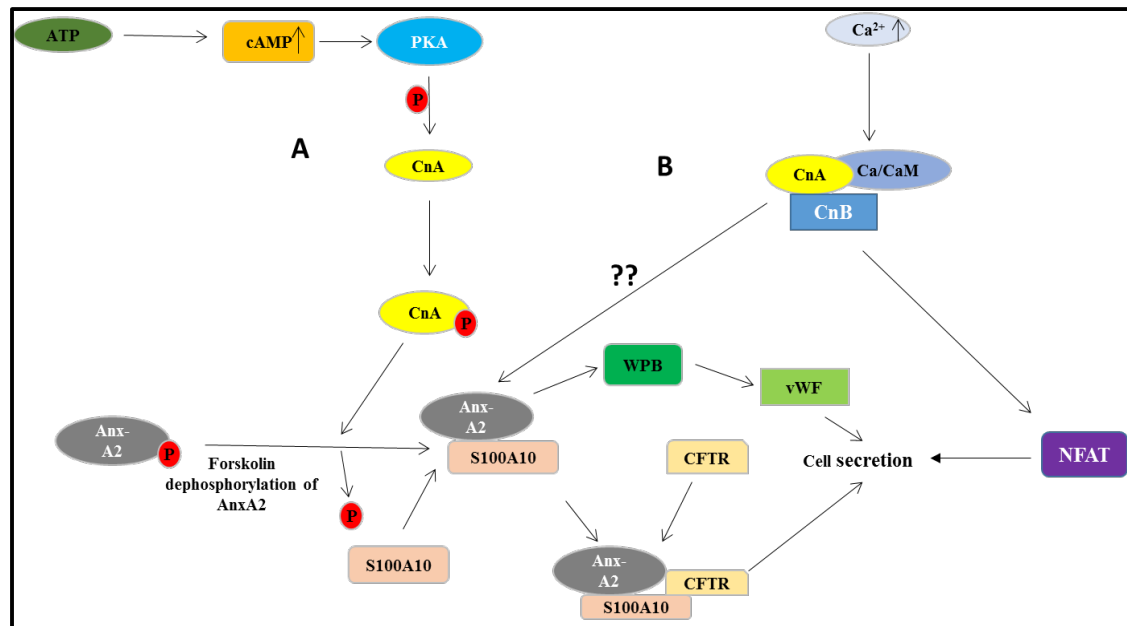 ATP
cAMP
PKA
Ca²⁺
P
A
B
CnA
CnA
Ca/CaM
CnB
??
CnA
P
WPB
vWF
Anx-
A2
S100A10
Anx-
A2
P
CFTR
Cell secretion
NFAT
Forskolin
dephosphorylation of
AnxA2
P
S100A10
Anx-
A2
CFTR
S100A10